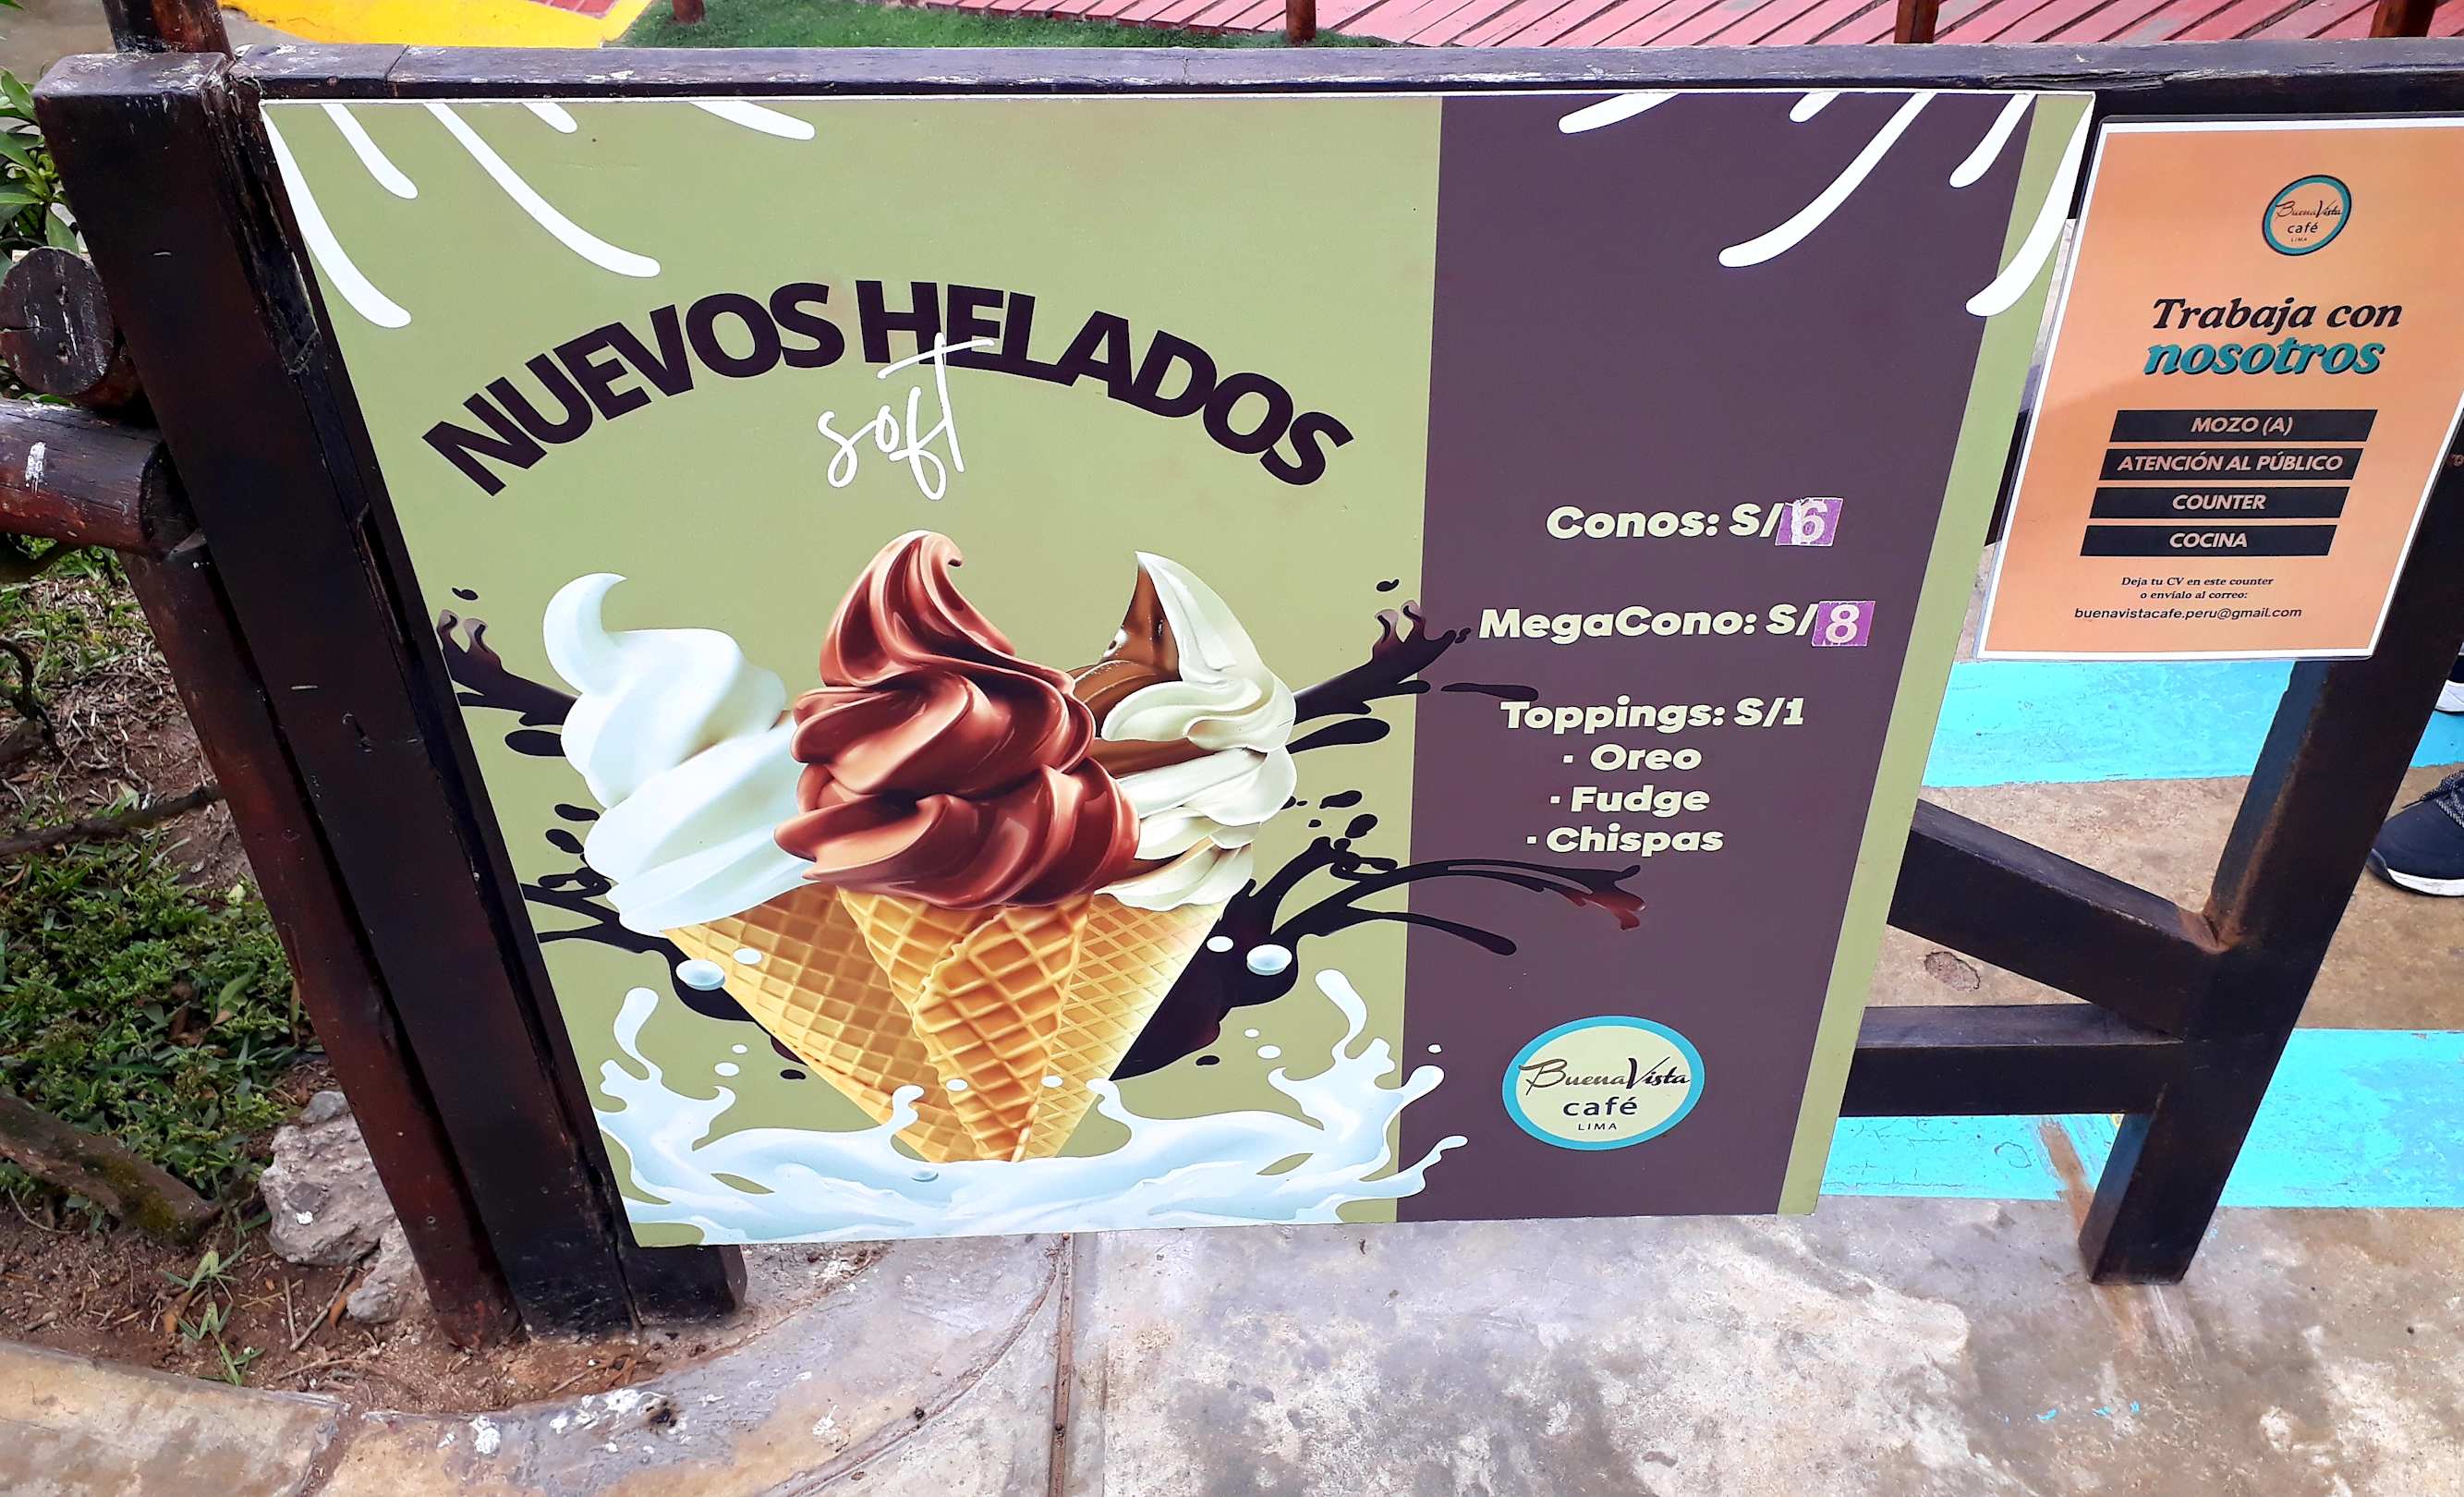 NUEVOS HELADOS
soft
Conos: S/6
MegaCono: S/8
Toppings: S/1
· Oreo
· Fudge
· Chispas
BuenaVista
café
LIMA
BuenaVista
café
LIMA
Trabaja con
nosotros
MOZO (A)
ATENCIÓN AL PÚBLICO
COUNTER
COCINA
Deja tu CV en este counter
o envíalo al correo:
buenavistacafe.peru@gmail.com